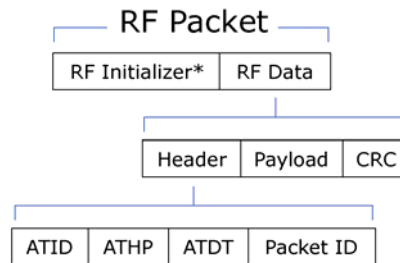 RF Packet
RF Initializer* RF Data
Header Payload CRC
ATID ATHP ATDT Packet ID